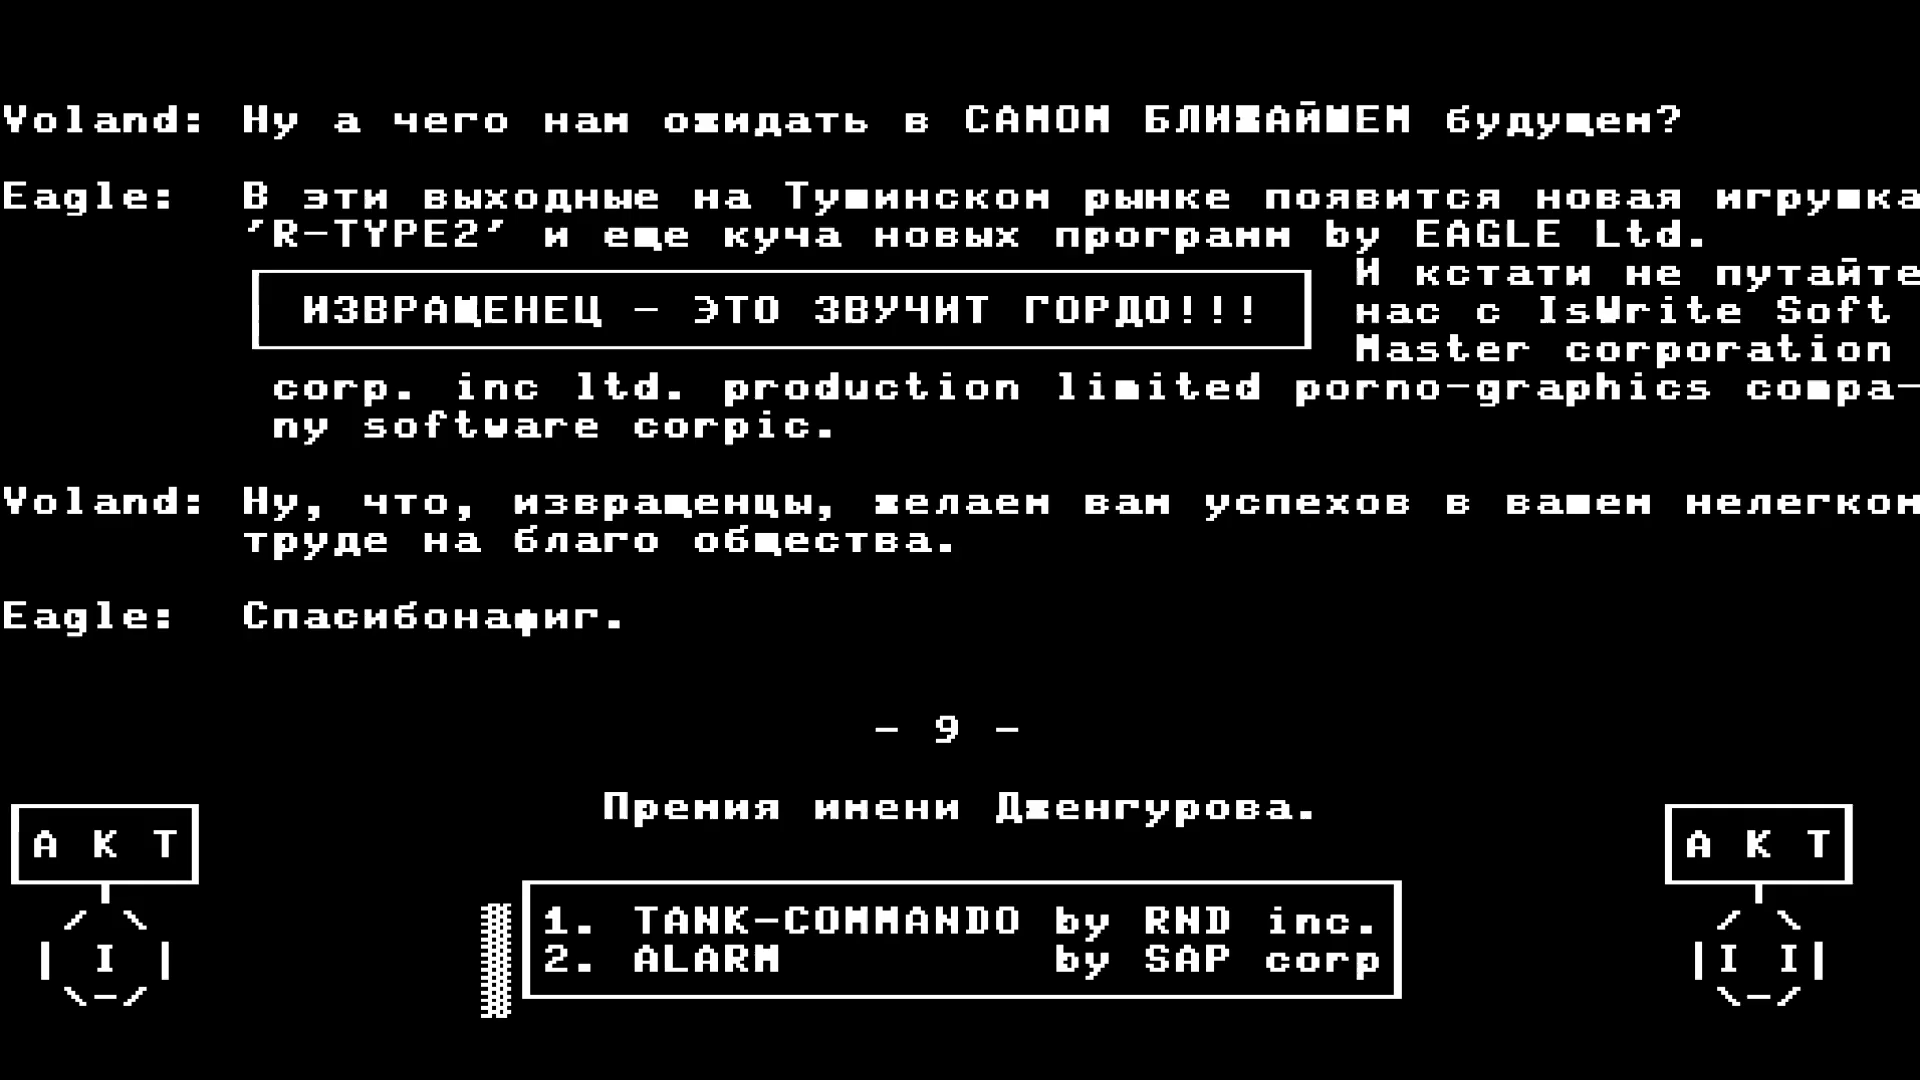 Voland: Ну а чего нам ожидать в САМОМ БЛИЖАЙШЕМ будущем?
Eagle: В эти выходные на Тушинском рынке появится новая игрушка
'R-TYPE2' и еще куча новых программ by EAGLE Ltd.
И кстати не путайте
ИЗВРАЩЕНЕЦ - ЭТО ЗВУЧИТ ГОРДО!!! нас с IsWrite Soft
Master corporation
corp. inc ltd. production limited porno-graphics compa-
ny software corpic.
Voland: Ну, что, извращенцы, желаем вам успехов в вашем нелегком
труде на благо общества.
Eagle: Спасибонафиг.
- 9 -
Премия имени Дженгурова.
А К Т
А К Т
1. TANK-COMMANDO by RND inc.
2. ALARM by SAP corp
I
I I